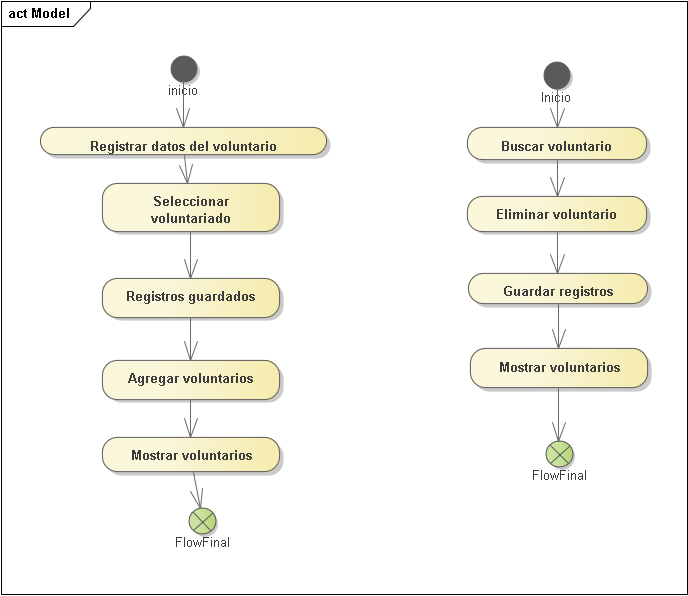 act Model
inicio
Registrar datos del voluntario
Seleccionar
voluntariado
Registros guardados
Agregar voluntarios
Mostrar voluntarios
FlowFinal
Inicio
Buscar voluntario
Eliminar voluntario
Guardar registros
Mostrar voluntarios
FlowFinal